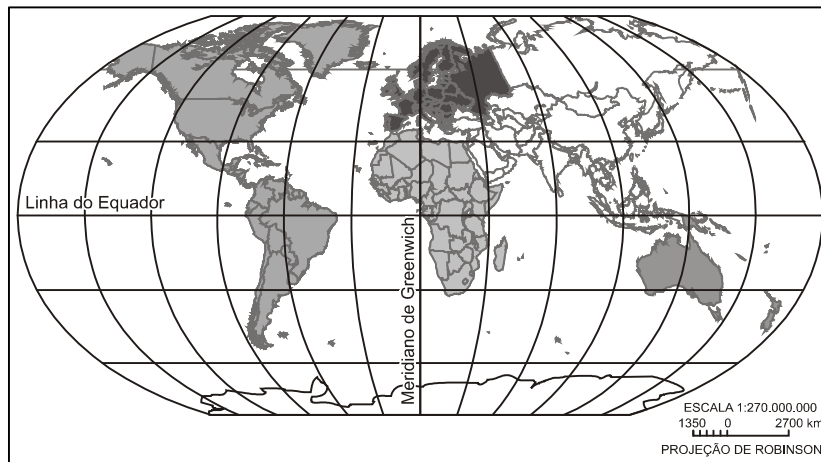 Linha do Equador
Meridiano de Greenwich
ESCALA 1:270.000.000
1350 0 2700 km
PROJEÇÃO DE ROBINSON